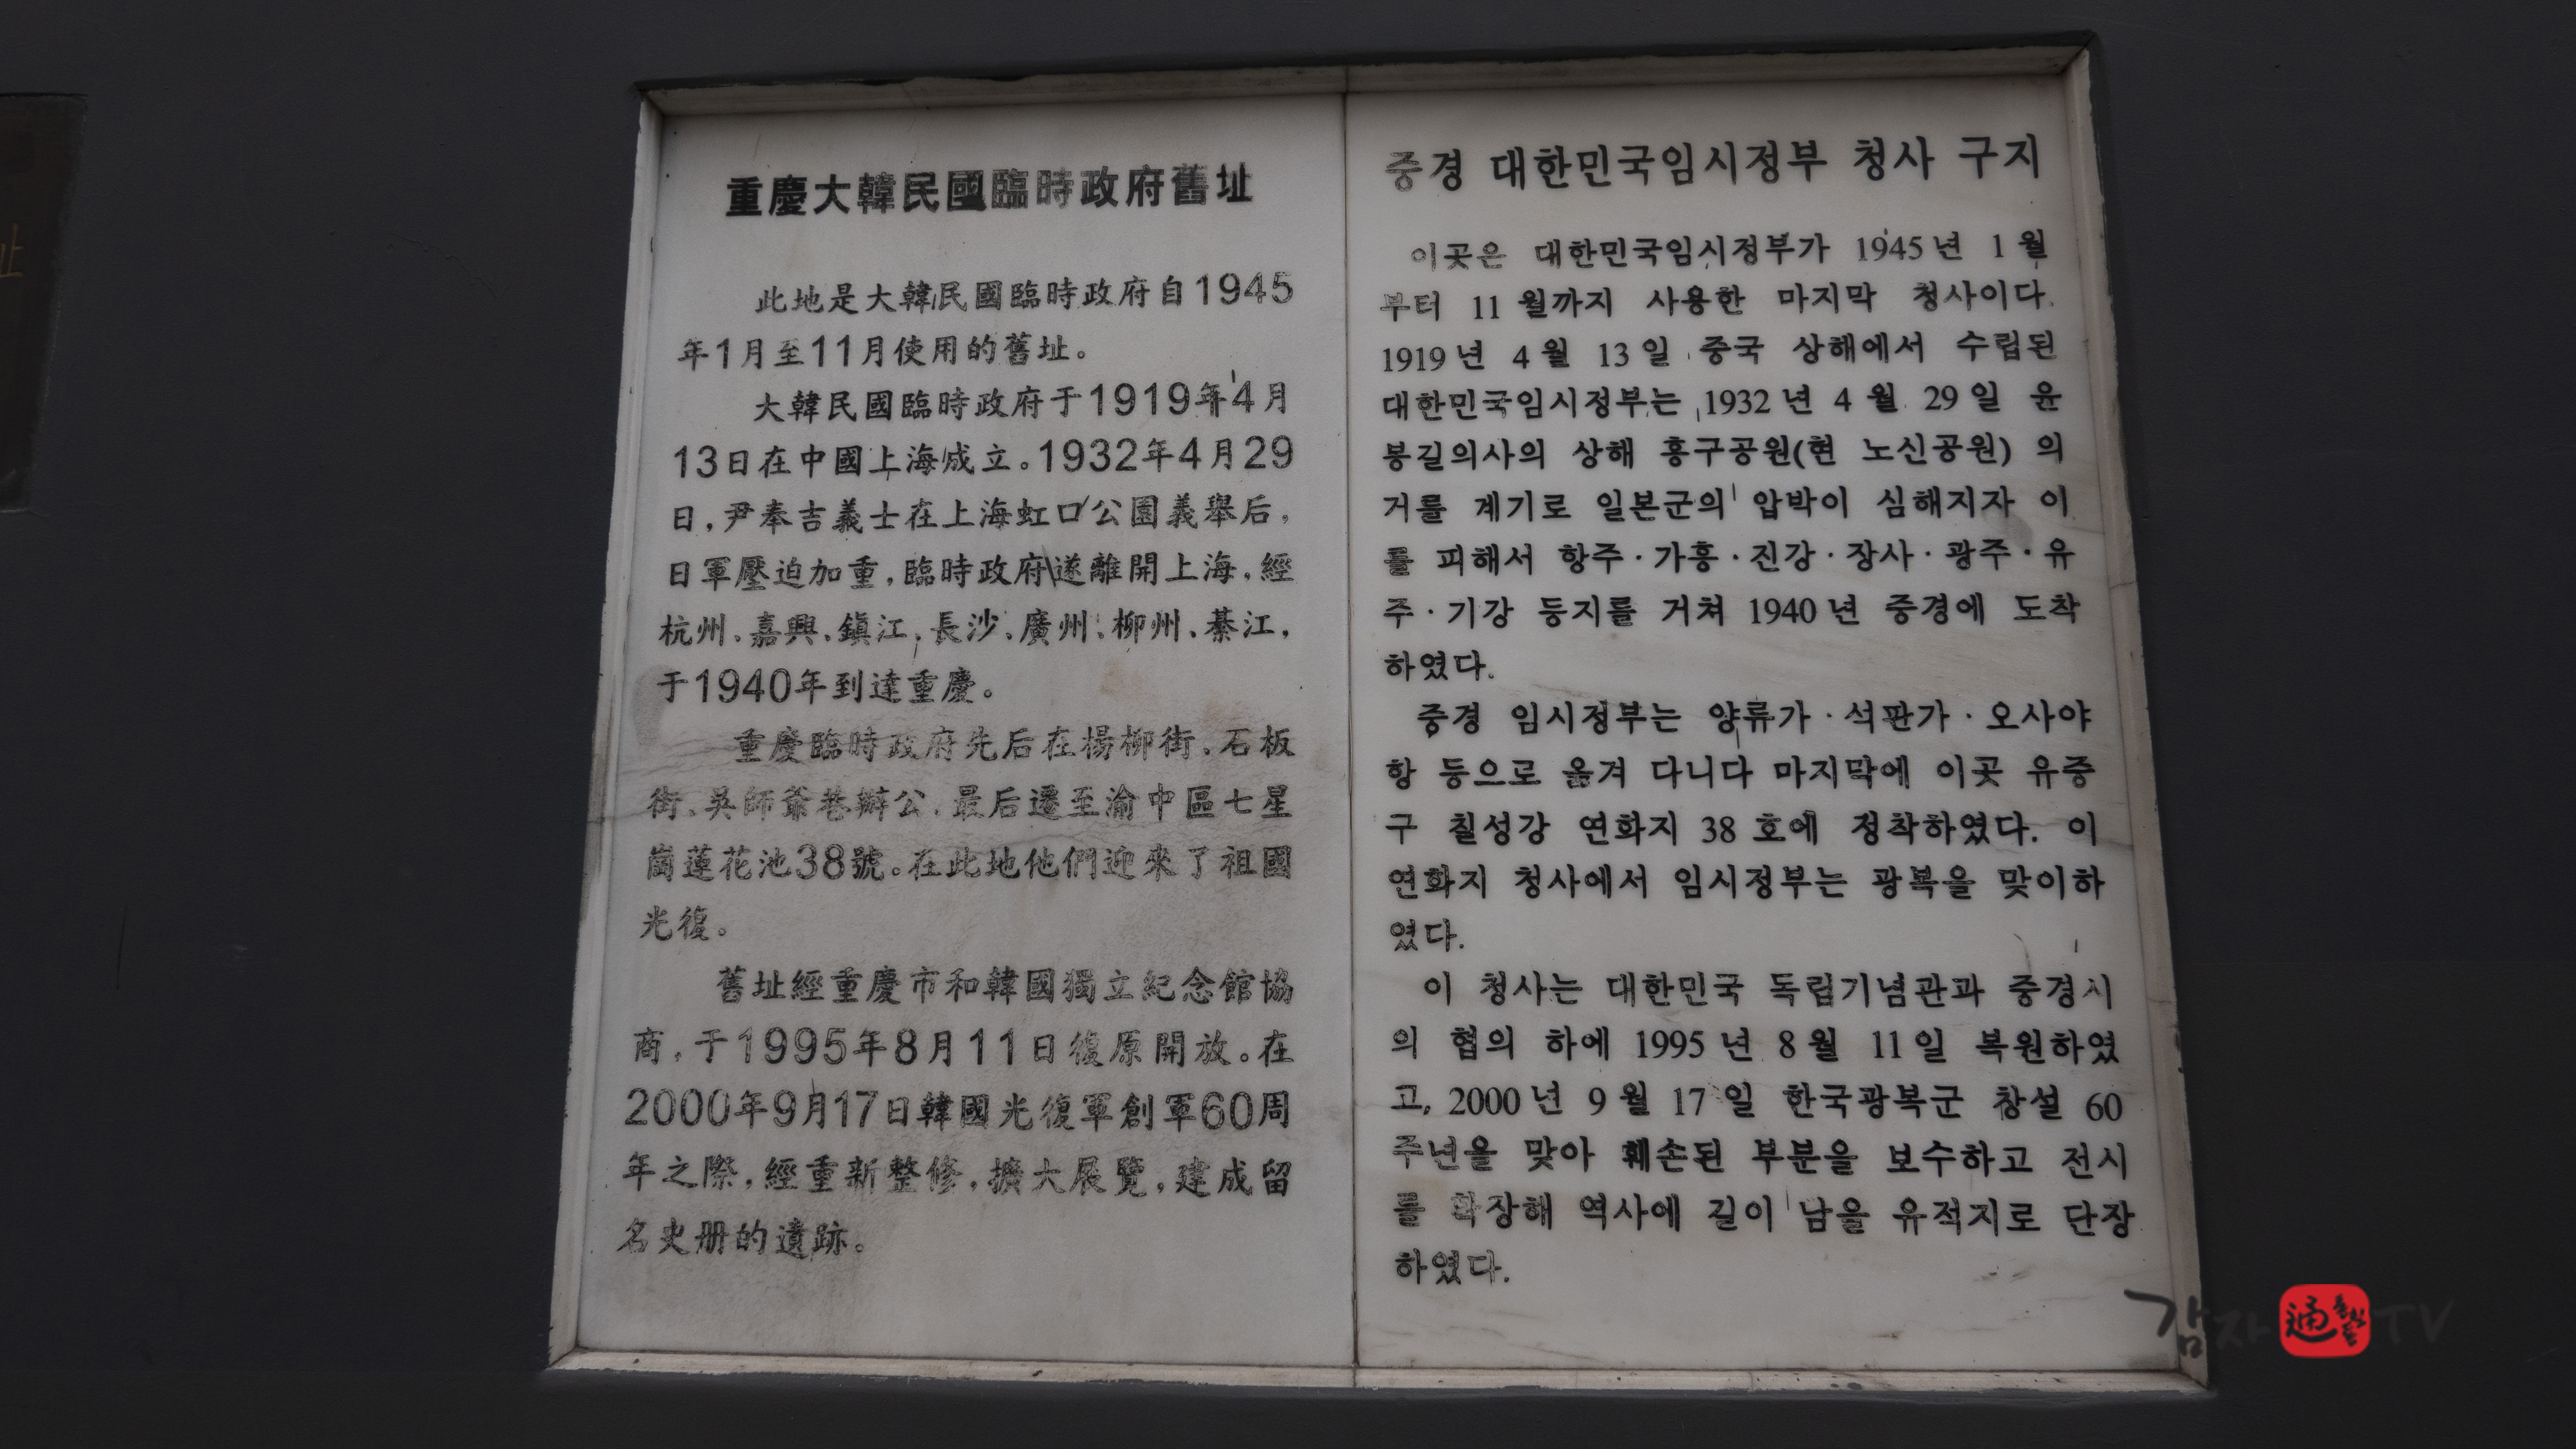 重慶大韓民國臨時政府舊址
此地是大韓民國臨時政府自1945
年1月至11月使用的舊址。
大韓民國臨時政府于1919年4月
13日在中國上海成立。1932年4月29
日,尹奉吉義士在上海虹口公園義舉后,
日軍壓迫加重,臨時政府遂離開上海,經
杭州、嘉興、鎮江、長沙、廣州、柳州、綦江,
于1940年到達重慶。
重慶臨時政府先后在楊柳街、石板
街、吳師爺巷辦公,最后遷至渝中區七星
崗蓮花池38號。在此地他們迎來了祖國
光復。
舊址經重慶市和韓國獨立紀念館協
商,于1995年8月11日復原開放。在
2000年9月17日韓國光復軍創軍60周
年之際,經重新整修,擴大展覽,建成留
名史册的遺跡。
중경 대한민국임시정부 청사 구지
이곳은 대한민국임시정부가 1945년 1월
부터 11월까지 사용한 마지막 청사이다.
1919년 4월 13일 중국 상해에서 수립된
대한민국임시정부는 1932년 4월 29일 윤
봉길의사의 상해 홍구공원(현 노신공원) 의
거를 계기로 일본군의 압박이 심해지자 이
를 피해서 항주·가흥·진강·장사·광주·유
주·기강 등지를 거쳐 1940년 중경에 도착
하였다.
중경 임시정부는 양류가·석판가·오사야
항 등으로 옮겨 다니다 마지막에 이곳 유중
구 칠성강 연화지 38호에 정착하였다. 이
연화지 청사에서 임시정부는 광복을 맞이하
였다.
이 청사는 대한민국 독립기념관과 중경시
의 협의 하에 1995년 8월 11일 복원하였
고, 2000년 9월 17일 한국광복군 창설 60
주년을 맞아 훼손된 부분을 보수하고 전시
를 확장해 역사에 길이 남을 유적지로 단장
하였다.
址
감자 通 TV